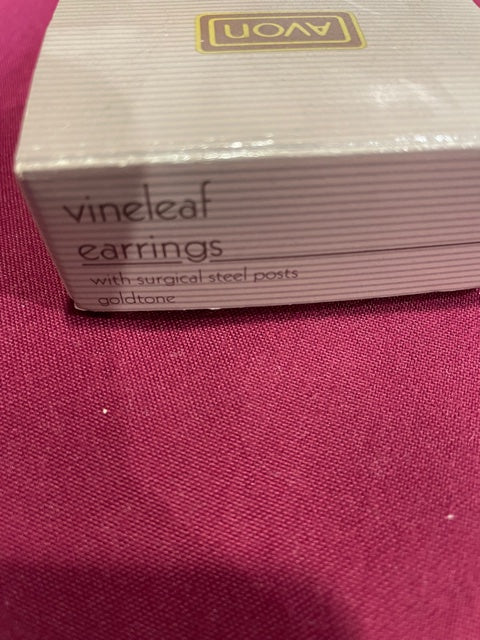 AVON
vineleaf
earrings
with surgical steel posts
goldtone